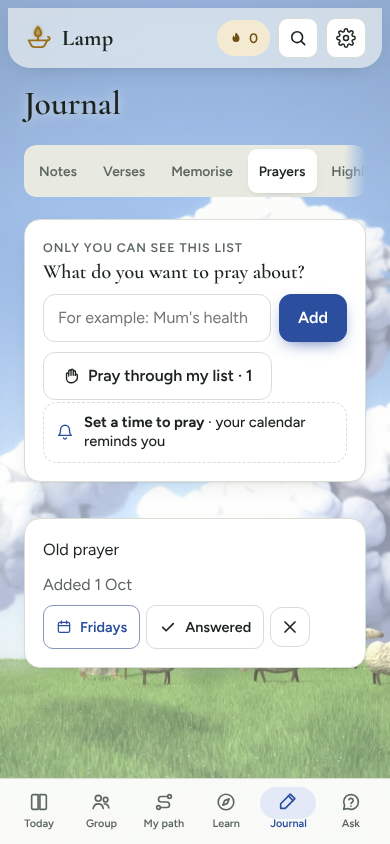 Lamp
0
Journal
Notes
Verses
Memorise
Prayers
Highl
ONLY YOU CAN SEE THIS LIST
What do you want to pray about?
For example: Mum's health
Add
Pray through my list · 1
Set a time to pray · your calendar
reminds you
Old prayer
Added 1 Oct
Fridays
Answered
Today
Group
My path
Learn
Journal
Ask